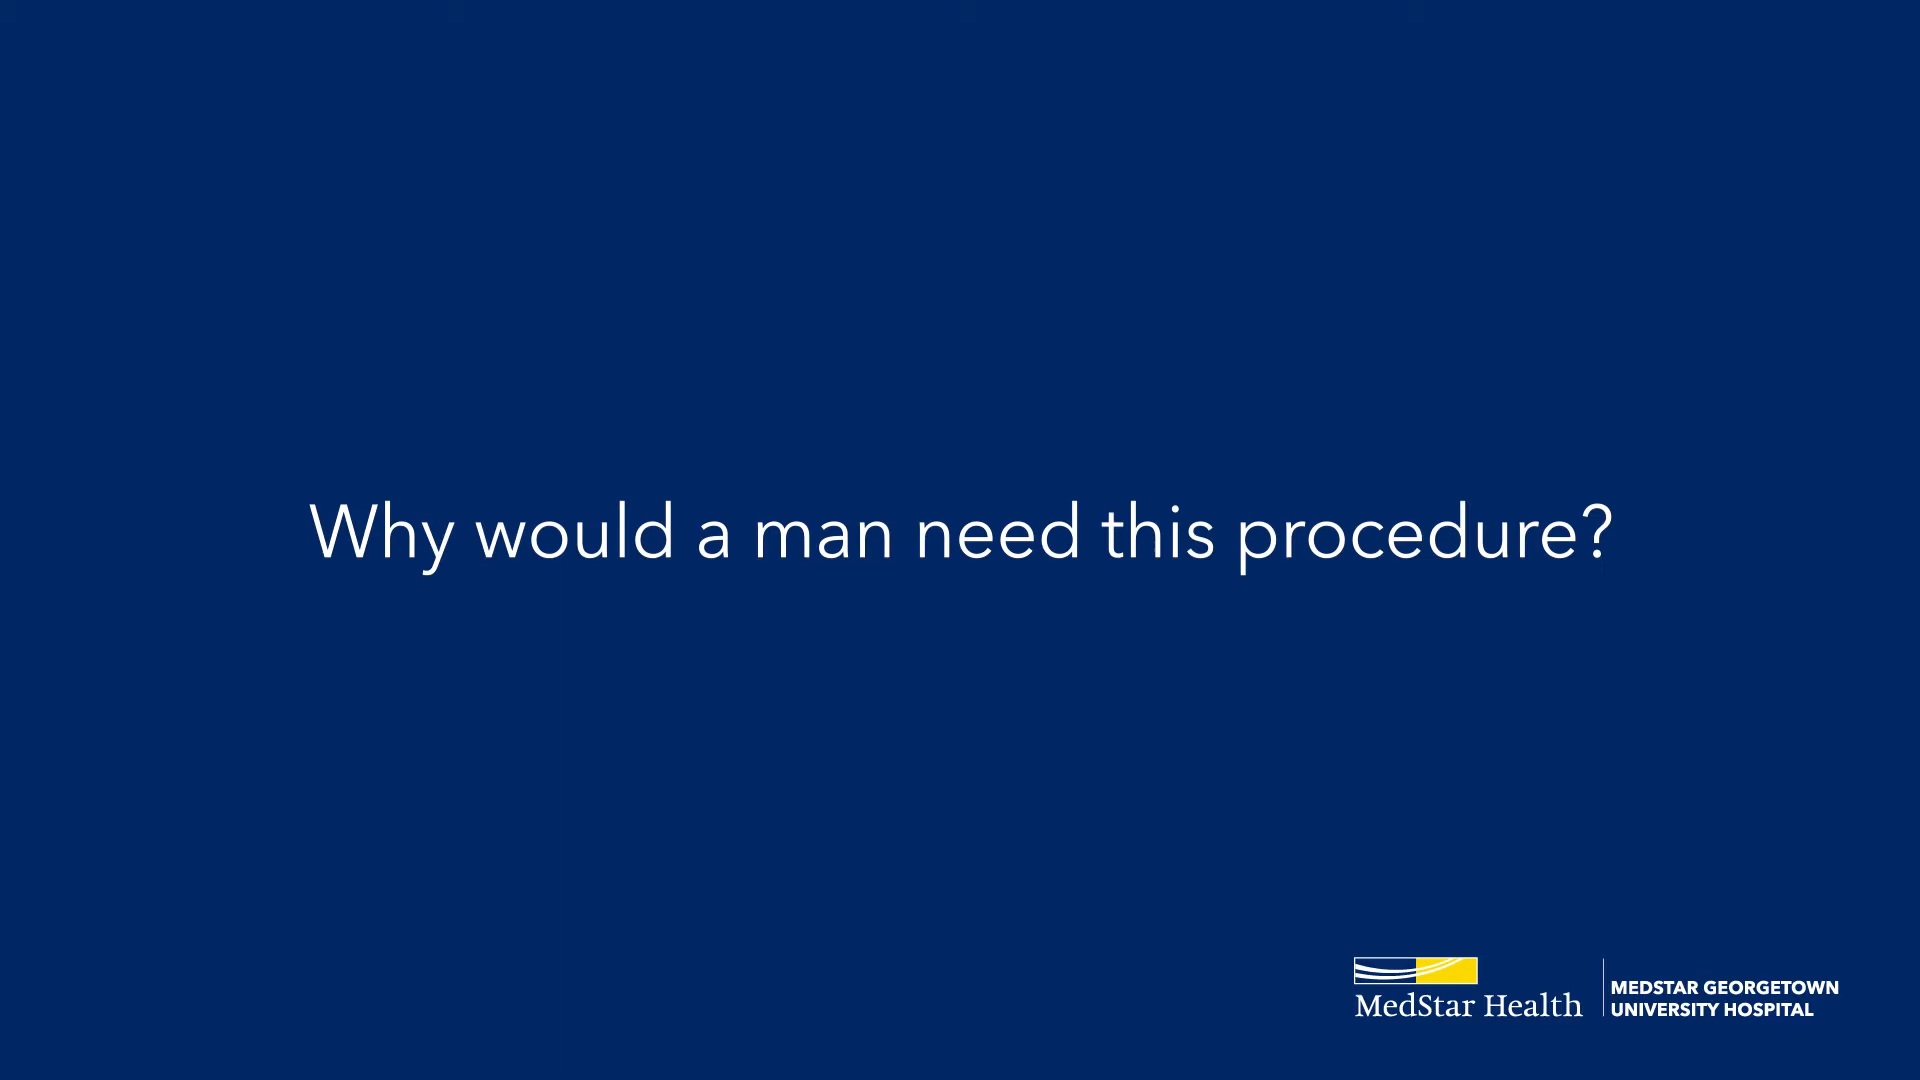 Why would a man need this procedure?
MedStar Health
MEDSTAR GEORGETOWN
UNIVERSITY HOSPITAL